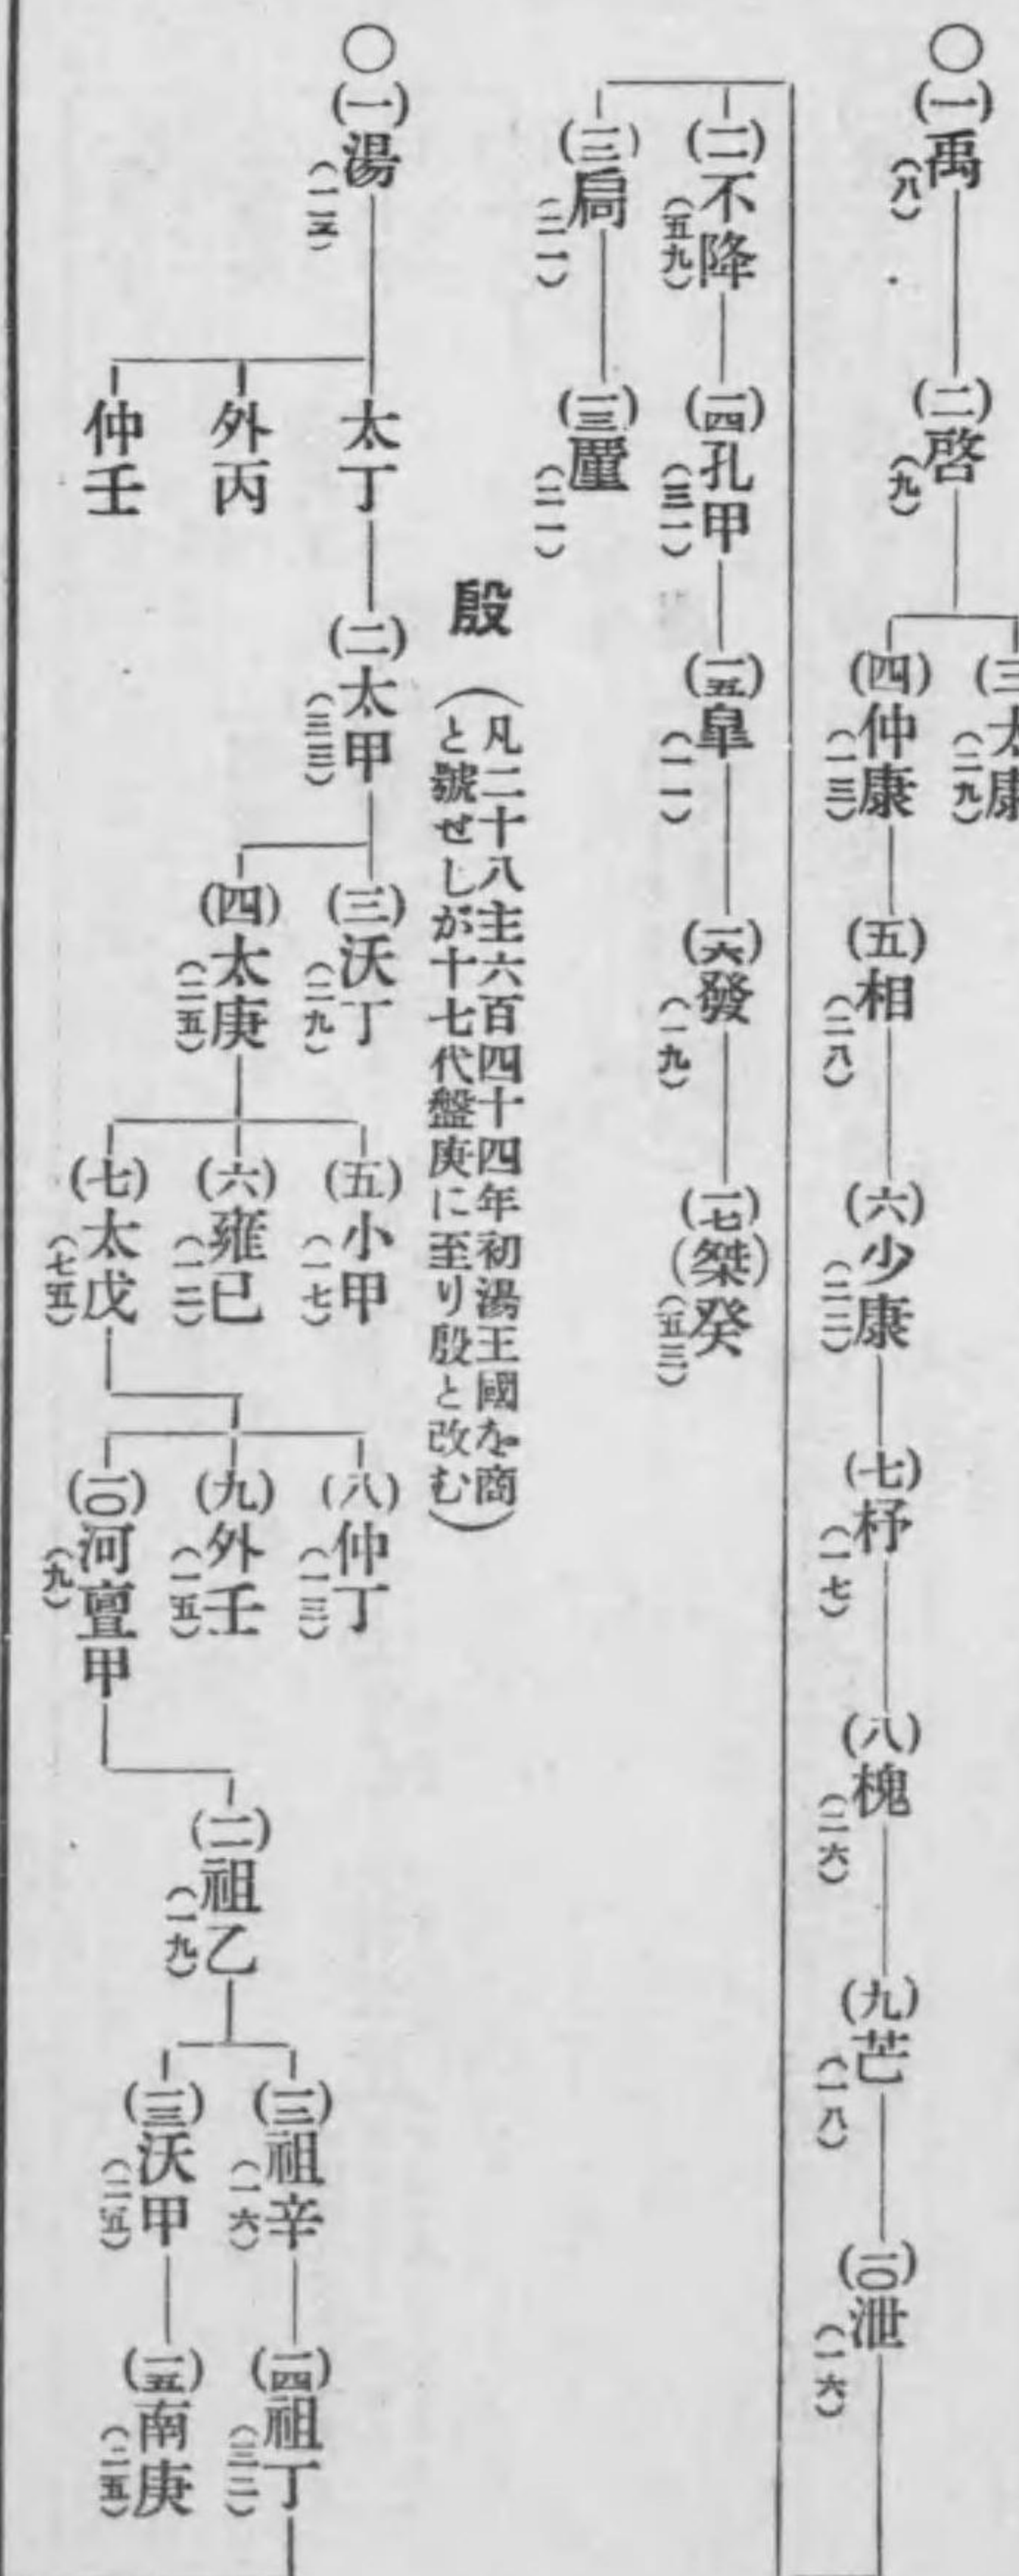 ○(一)禹(八)
(二)啓(九)
(三)太康(二九)
(四)仲康(一三)
(五)相(二八)
(六)少康(二二)
(七)杼(一七)
(八)槐(二六)
(九)芒(一八)
(一〇)泄(一六)
(一一)不降(五九)
(一四)孔甲(三一)
(一五)皐(一一)
(一六)發(一九)
(一七)(桀)癸(五三)
(一二)扃(二一)
(一三)廑(二一)
殷(凡二十八主六百四十四年初湯王國を商
と號せしが十七代盤庚に至り殷と改む)
○(一)湯(一三)
太丁
外丙
仲壬
(二)太甲(三三)
(三)沃丁(二九)
(四)太庚(二五)
(五)小甲(一七)
(六)雍已(一二)
(七)太戊(七五)
(八)仲丁(一三)
(九)外壬(一五)
(一〇)河亶甲(九)
(一一)祖乙(一九)
(一二)祖辛(一六)
(一三)沃甲(二五)
(一四)祖丁(三二)
(一五)南庚(二五)